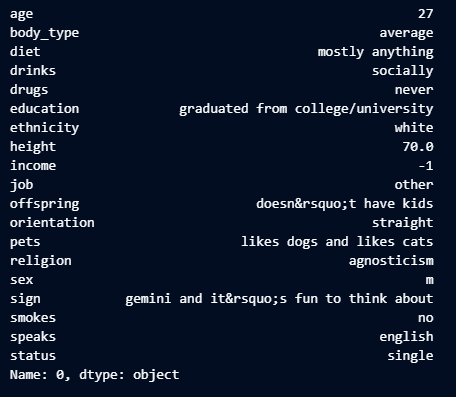 age 27
body_type average
diet mostly anything
drinks socially
drugs never
education graduated from college/university
ethnicity white
height 70.0
income -1
job other
offspring doesn&rsquo;t have kids
orientation straight
pets likes dogs and likes cats
religion agnosticism
sex m
sign gemini and it&rsquo;s fun to think about
smokes no
speaks english
status single
Name: 0, dtype: object